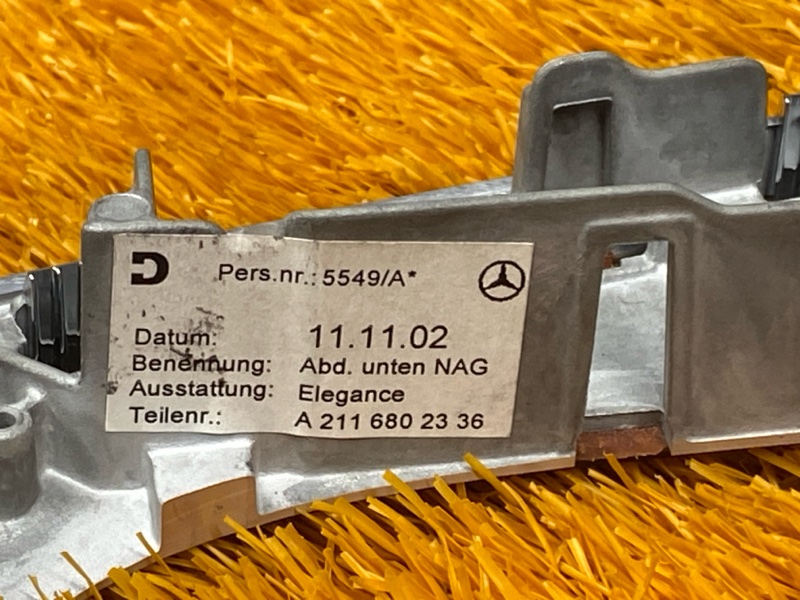 D Pers.nr.: 5549/A*
Datum: 11.11.02
Benennung: Abd. unten NAG
Ausstattung: Elegance
Teilenr.: A 211 680 23 36